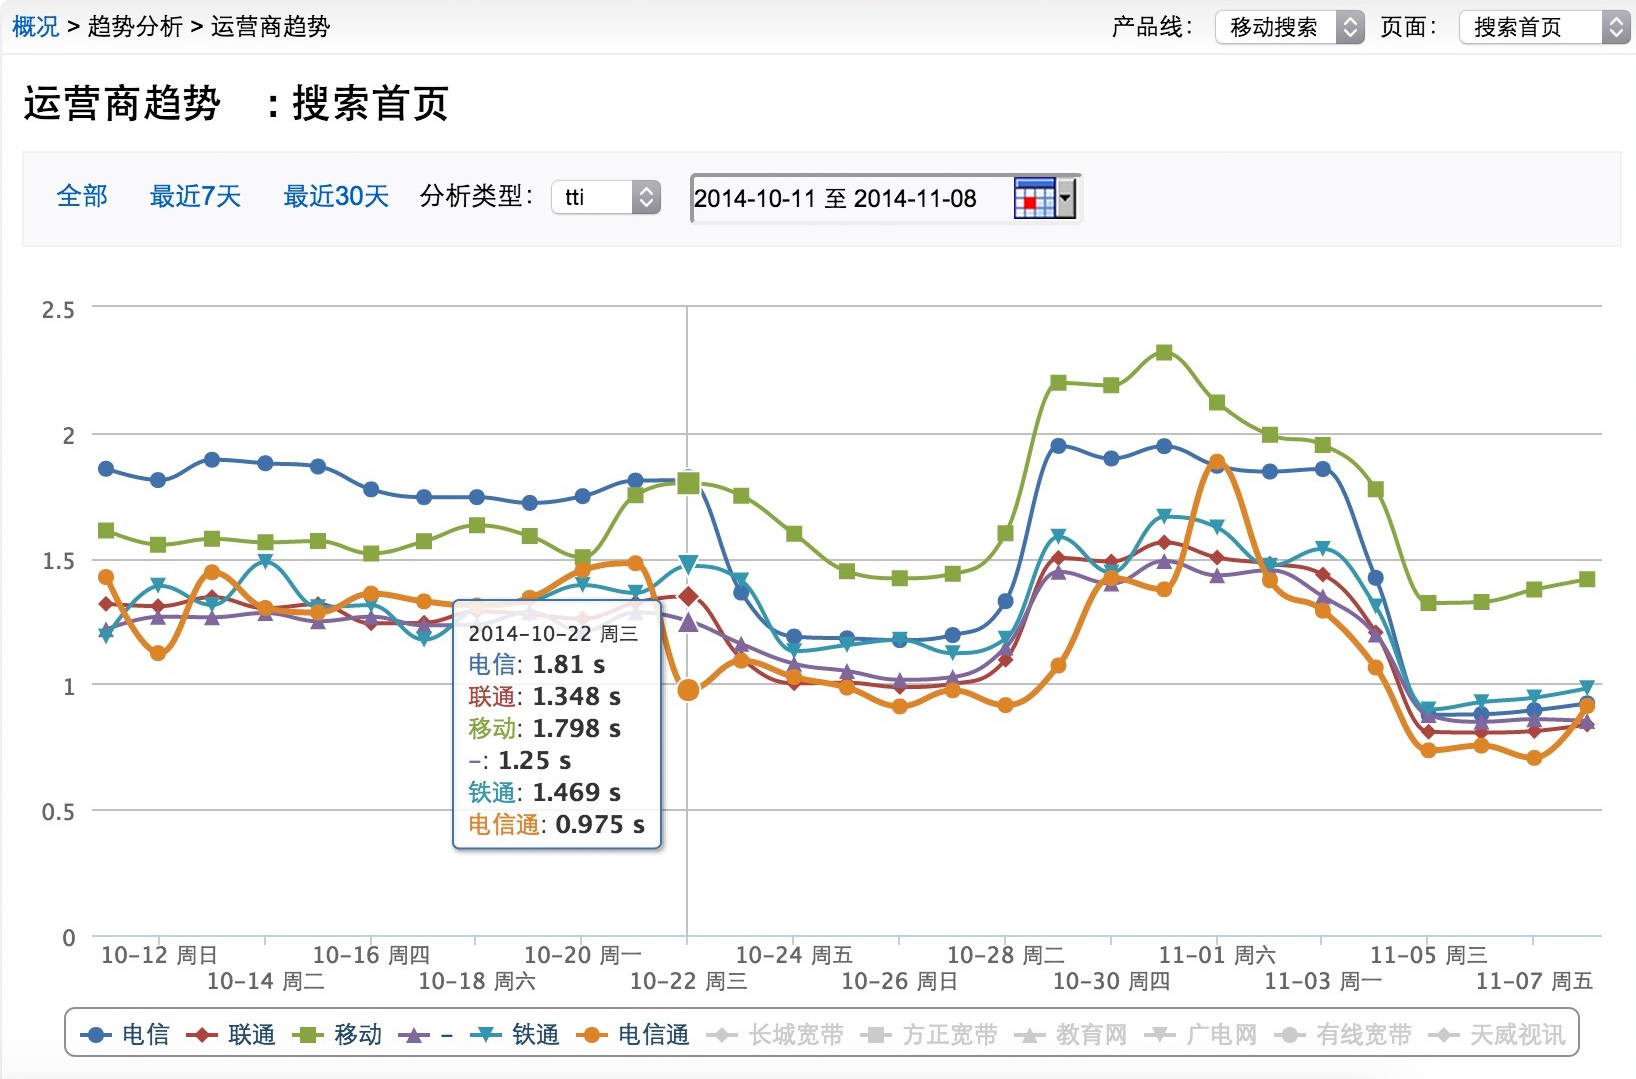 概况 > 趋势分析 > 运营商趋势 产品线: 移动搜索 页面: 搜索首页
运营商趋势 : 搜索首页
全部 最近7天 最近30天 分析类型: tti 2014-10-11 至 2014-11-08
2.5
2
1.5
1
0.5
0
2014-10-22 周三
电信: 1.81 s
联通: 1.348 s
移动: 1.798 s
-: 1.25 s
铁通: 1.469 s
电信通: 0.975 s
10-12 周日 10-16 周四 10-20 周一 10-24 周五 10-28 周二 11-01 周六 11-05 周三
10-14 周二 10-18 周六 10-22 周三 10-26 周日 10-30 周四 11-03 周一 11-07 周五
电信 联通 移动 - 铁通 电信通 长城宽带 方正宽带 教育网 广电网 有线宽带 天威视讯